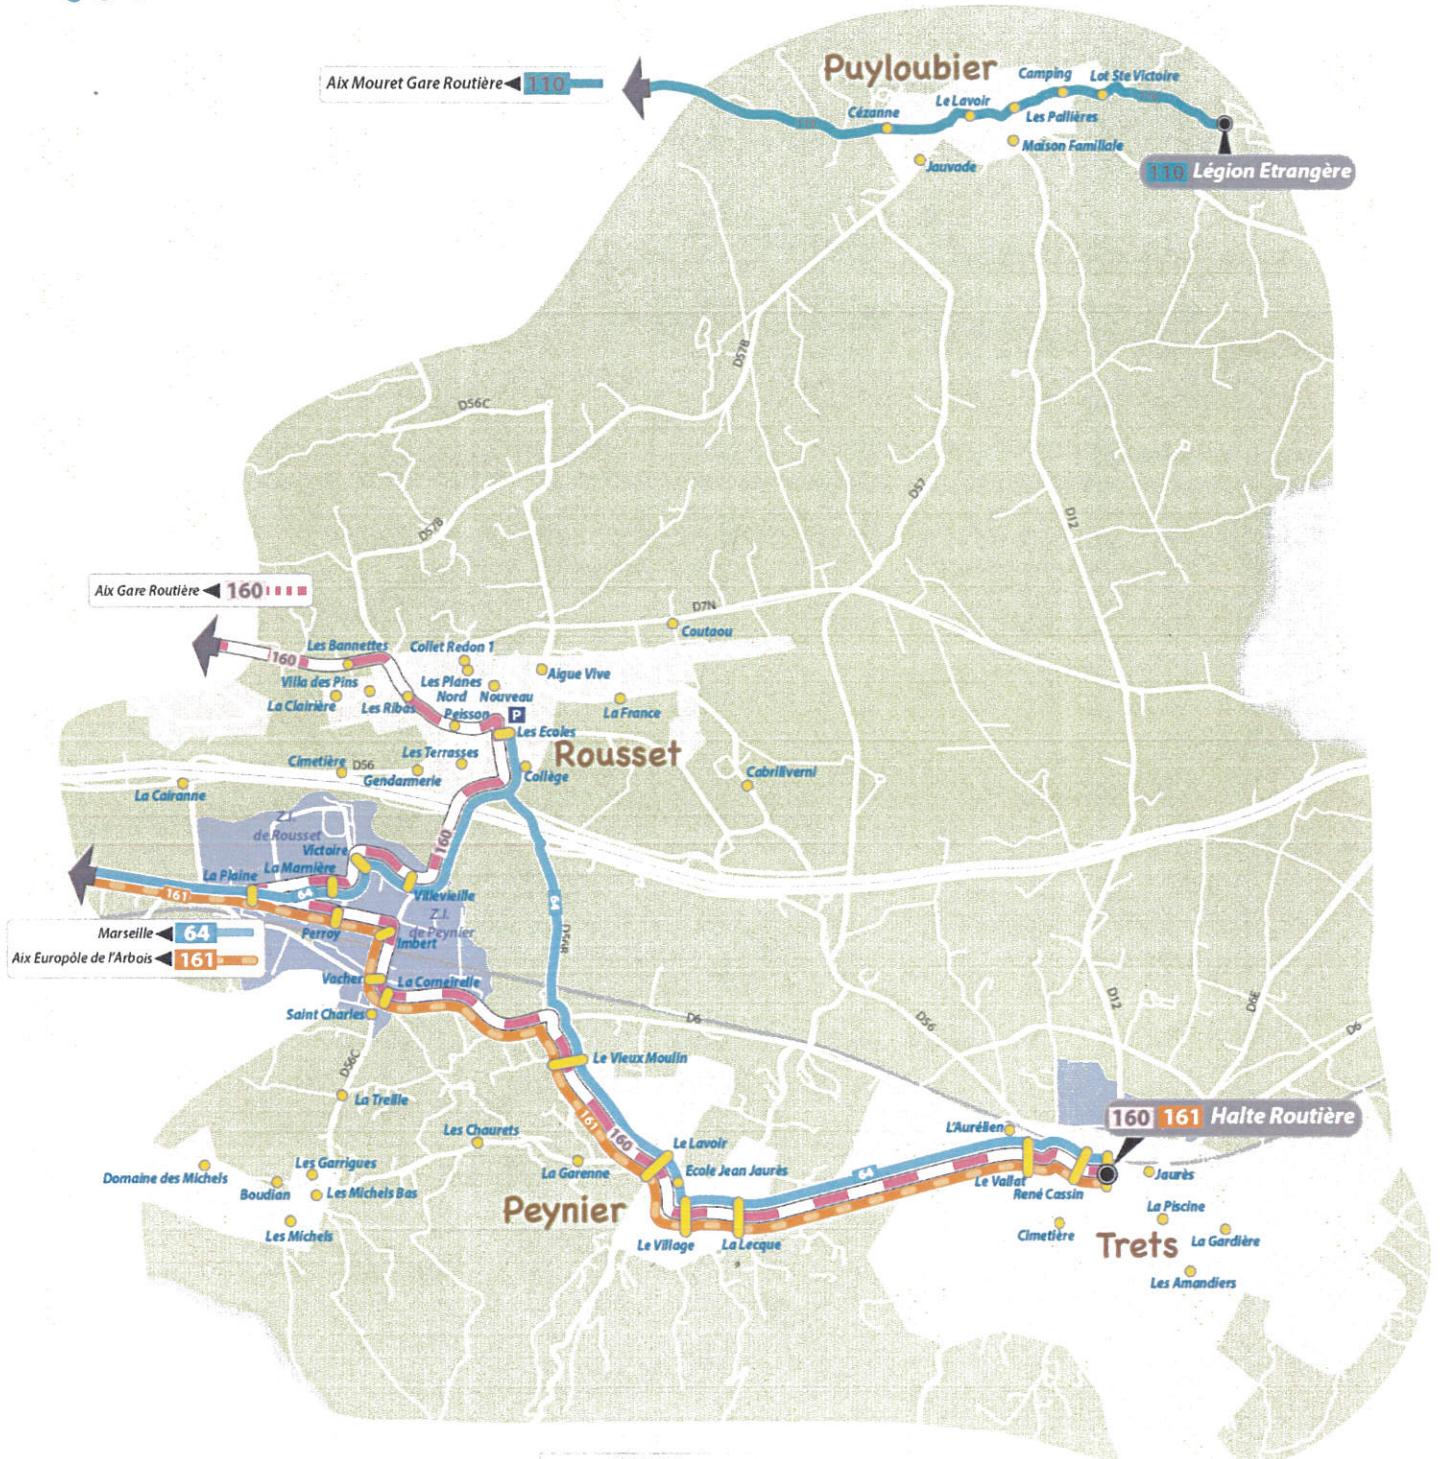 Puyloubier
Camping
Lot Ste Victoire
Aix Mouret Gare Routière
110
Le Lavoir
Cézanne
Les Pallières
110
Maison Familiale
Jauvade
110 Légion Etrangère
D57B
D56C
D57
D12
D57B
Aix Gare Routière
160
D7N
Coutaou
Les Bannettes
Collet Redon 1
160
Aigue Vive
Villa des Pins
Les Planes
La Clairière
Les Ribas
Nord
Nouveau
La France
Peisson
P
Les Ecoles
Rousset
Les Terrasses
Cimetière
D56
Gendarmerie
Collège
Cabriliverni
La Cairanne
Z.I.
de Rousset
160
Victoire
La Marnière
La Plaine
161
64
Villevieille
64
Z.I.
de Peynier
Marseille
64
Perroy
Imbert
D56B
Aix Europôle de l'Arbois
161
Vacher
La Corneirelle
D12
D6E
Saint Charles
D6
D56
D6
D56C
Le Vieux Moulin
La Treille
160 161 Halte Routière
161
160
L'Aurélien
Les Chaurets
Le Lavoir
64
Les Garrigues
La Garenne
Ecole Jean Jaurès
Domaine des Michels
Le Vallat
Jaurès
Boudian
Les Michels Bas
René Cassin
Peynier
La Piscine
Les Michels
Le Village
La Lecque
Cimetière
Trets
La Gardière
Les Amandiers